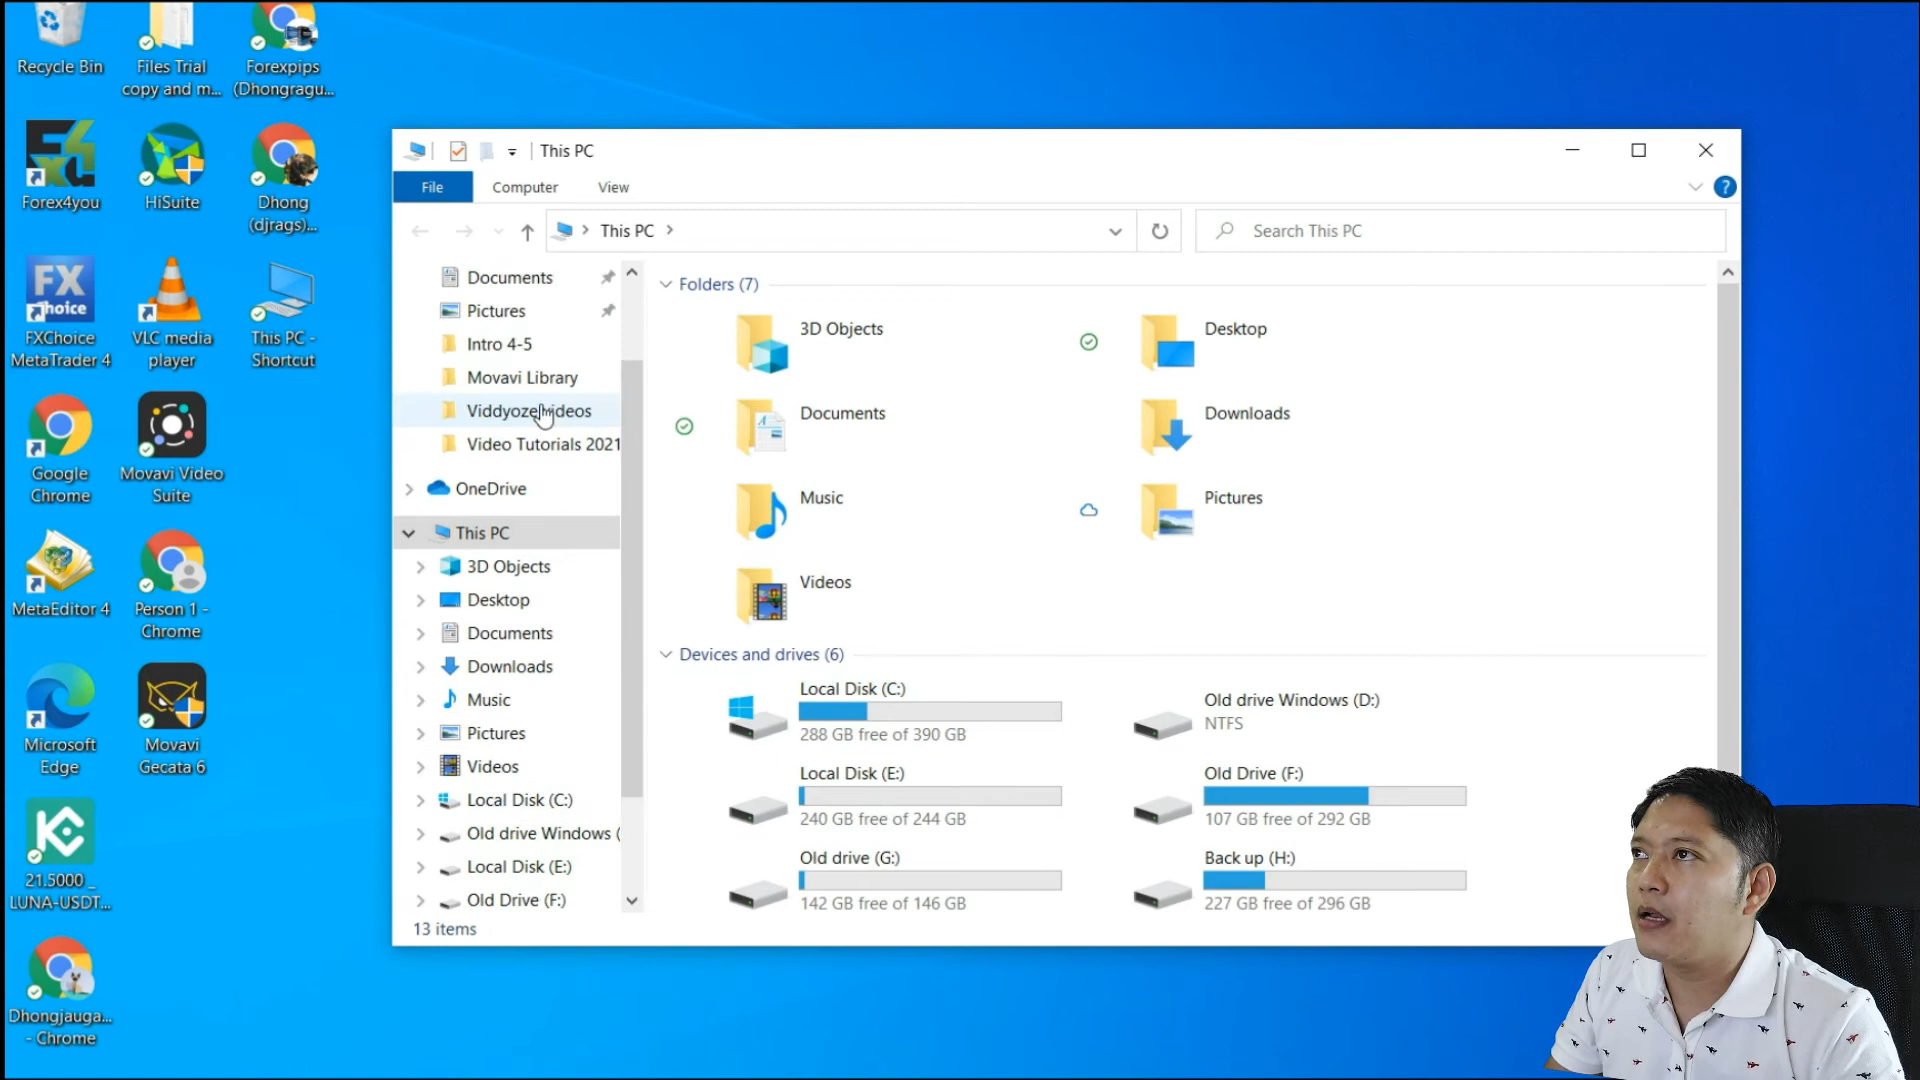 Recycle Bin
Files Trial
copy and m...
Forexpips
(Dhongragu...
Forex4you
HiSuite
Dhong
(djrags)...
FX
Choice
FXChoice
MetaTrader 4
VLC media
player
This PC -
Shortcut
Google
Chrome
Movavi Video
Suite
MetaEditor 4
Person 1 -
Chrome
Microsoft
Edge
Movavi
Gecata 6
21.5000 _
LUNA-USDT...
Dhongjauga...
- Chrome
This PC
File
Computer
View
?
This PC
Search This PC
Documents
Pictures
Intro 4-5
Movavi Library
Viddyoze videos
Video Tutorials 2021
OneDrive
This PC
3D Objects
Desktop
Documents
Downloads
Music
Pictures
Videos
Local Disk (C:)
Old drive Windows (
Local Disk (E:)
Old Drive (F:)
13 items
Folders (7)
3D Objects
Desktop
Documents
Downloads
Music
Pictures
Videos
Devices and drives (6)
Local Disk (C:)
288 GB free of 390 GB
Old drive Windows (D:)
NTFS
Local Disk (E:)
240 GB free of 244 GB
Old Drive (F:)
107 GB free of 292 GB
Old drive (G:)
142 GB free of 146 GB
Back up (H:)
227 GB free of 296 GB